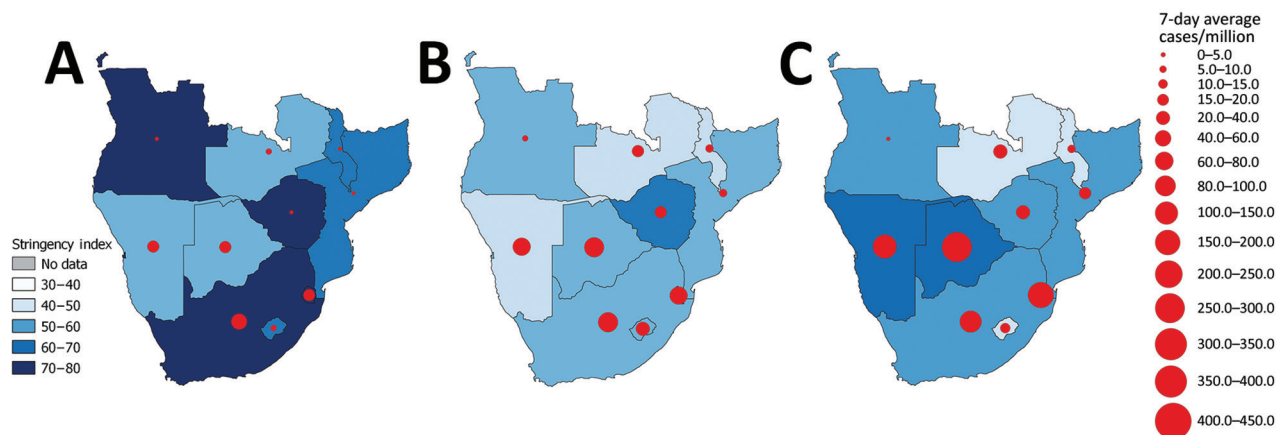 A
B
C
Stringency index
No data
30–40
40–50
50–60
60–70
70–80
7-day average
cases/million
0–5.0
5.0–10.0
10.0–15.0
15.0–20.0
20.0–40.0
40.0–60.0
60.0–80.0
80.0–100.0
100.0–150.0
150.0–200.0
200.0–250.0
250.0–300.0
300.0–350.0
350.0–400.0
400.0–450.0